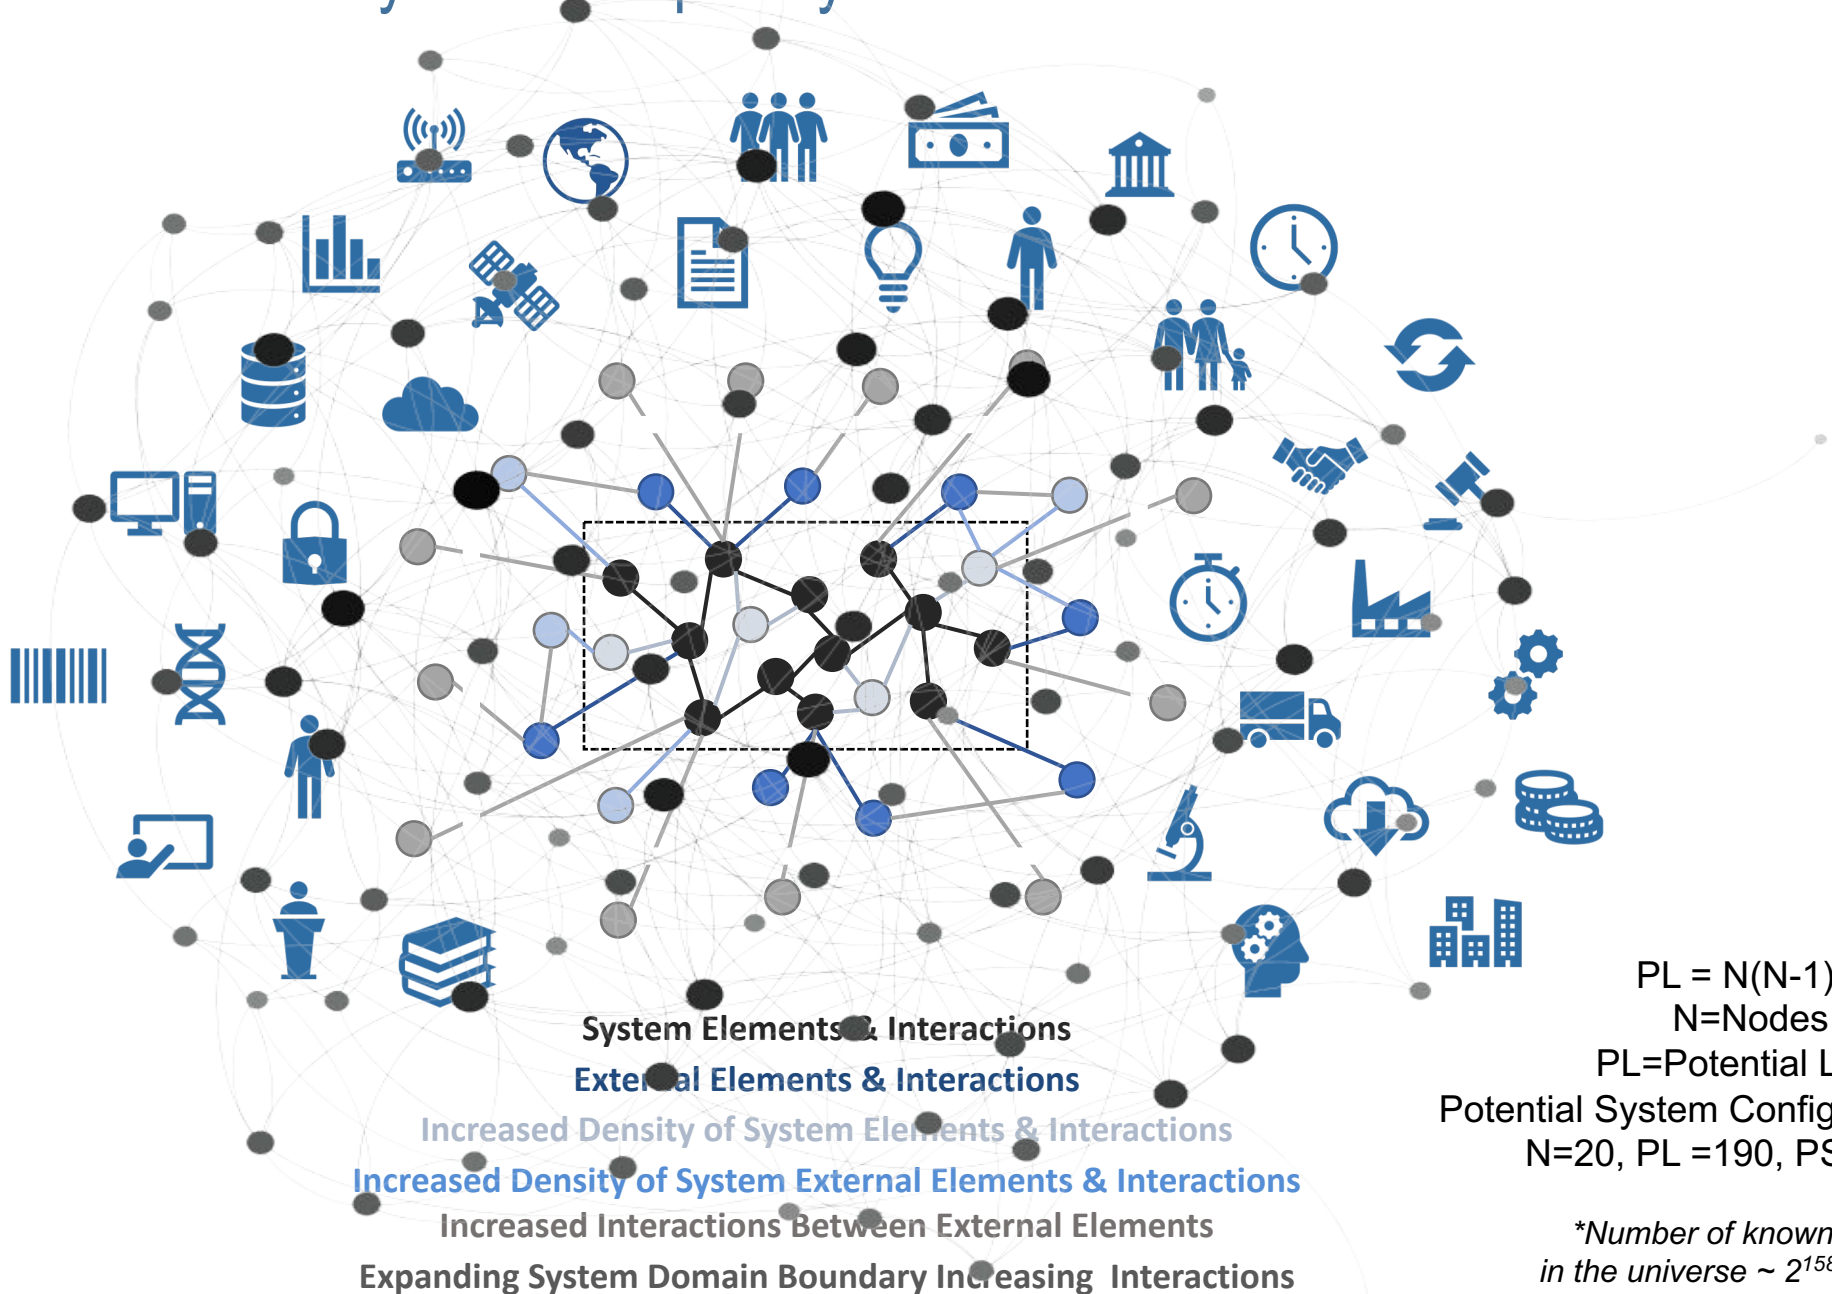 System Elements & Interactions
External Elements & Interactions
Increased Density of System Elements & Interactions
Increased Density of System External Elements & Interactions
Increased Interactions Between External Elements
Expanding System Domain Boundary Increasing Interactions
PL = N(N-1)
N=Nodes
PL=Potential L
Potential System Config
N=20, PL =190, PS
*Number of known
in the universe ~ 2¹⁵⁸